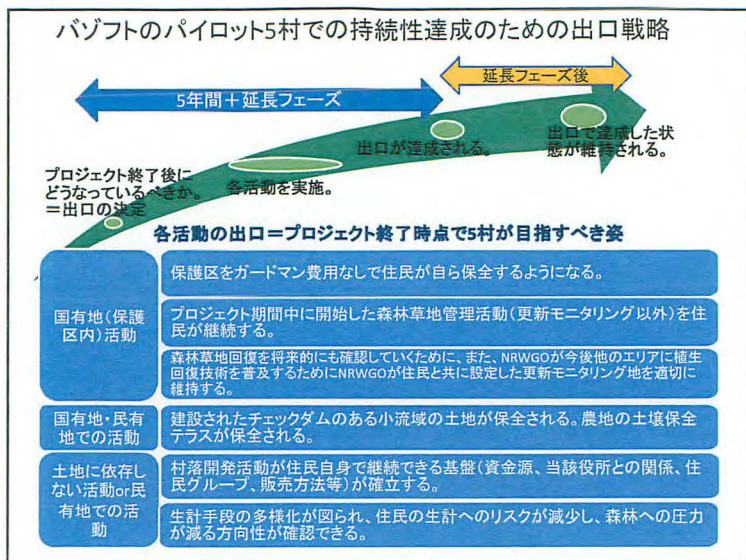 バゾフトのパイロット5村での持続性達成のための出口戦略
延長フェーズ後
5年間＋延長フェーズ
出口が達成される。
出口で達成した状
態が維持される。
プロジェクト終了後に
どうなっているべきか。
＝出口の決定
各活動を実施。
各活動の出口＝プロジェクト終了時点で5村が目指すべき姿
国有地（保護
区内）活動
保護区をガードマン費用なしで住民が自ら保全するようになる。
プロジェクト期間中に開始した森林草地管理活動（更新モニタリング以外）を住
民が継続する。
森林草地回復を将来的にも確認していくために、また、NRWGOが今後他のエリアに植生
回復技術を普及するためにNRWGOが住民と共に設定した更新モニタリング地を適切に
維持する。
国有地・民有
地での活動
建設されたチェックダムのある小流域の土地が保全される。農地の土壌保全
テラスが保全される。
土地に依存し
ない活動or民
有地での活
動
村落開発活動が住民自身で継続できる基盤（資金源、当該役所との関係、住
民グループ、販売方法等）が確立する。
生計手段の多様化が図られ、住民の生計へのリスクが減少し、森林への圧力
が減る方向性が確認できる。